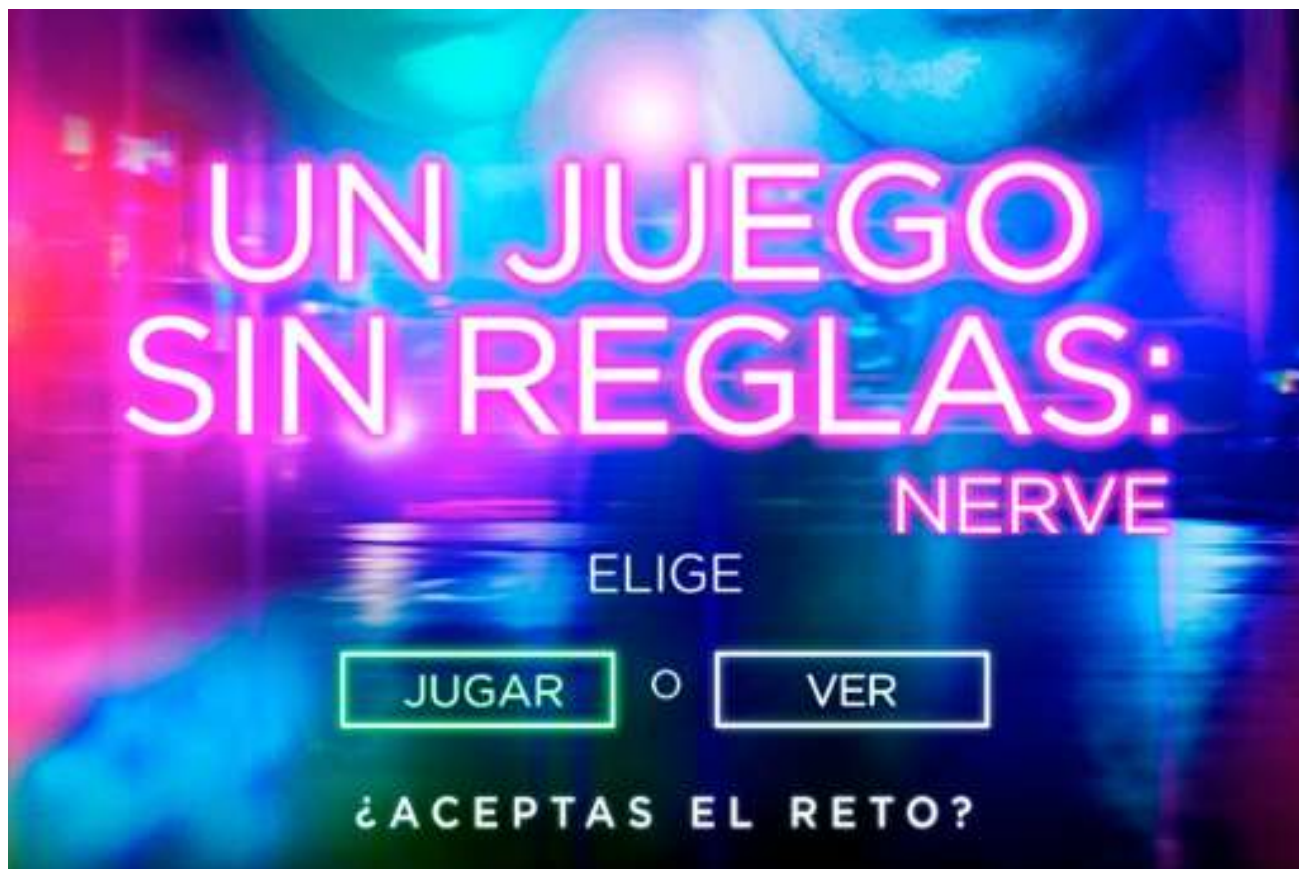 UN JUEGO
SIN REGLAS:
NERVE
ELIGE
JUGAR O VER
¿ACEPTAS EL RETO?